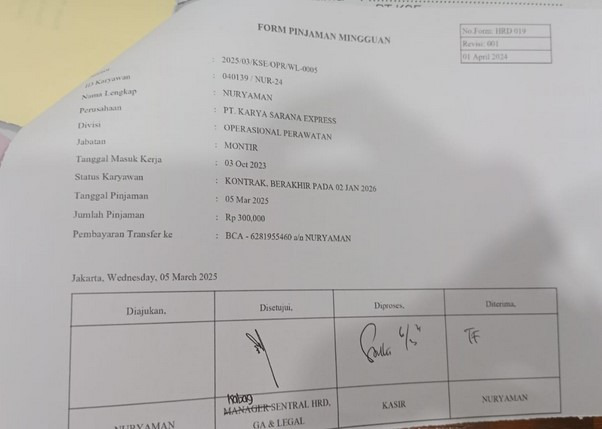 FORM PINJAMAN MINGGUAN
No.Form: HRD 019
Revisi: 001
01 April 2024
: 2025/03/KSE/OPR/WL-0005
Karyawan : 040139 / NUR-24
Nama Lengkap : NURYAMAN
Perusahaan : PT. KARYA SARANA EXPRESS
Divisi : OPERASIONAL PERAWATAN
Jabatan : MONTIR
Tanggal Masuk Kerja : 03 Oct 2023
Status Karyawan : KONTRAK, BERAKHIR PADA 02 JAN 2026
Tanggal Pinjaman : 05 Mar 2025
Jumlah Pinjaman : Rp 300,000
Pembayaran Transfer ke : BCA - 6281955460 a/n NURYAMAN
Jakarta, Wednesday, 05 March 2025
Diajukan, Disetujui, Diproses, Diterima,
TF
Kabag
NURYAMAN MANAGER SENTRAL HRD, KASIR NURYAMAN
GA & LEGAL